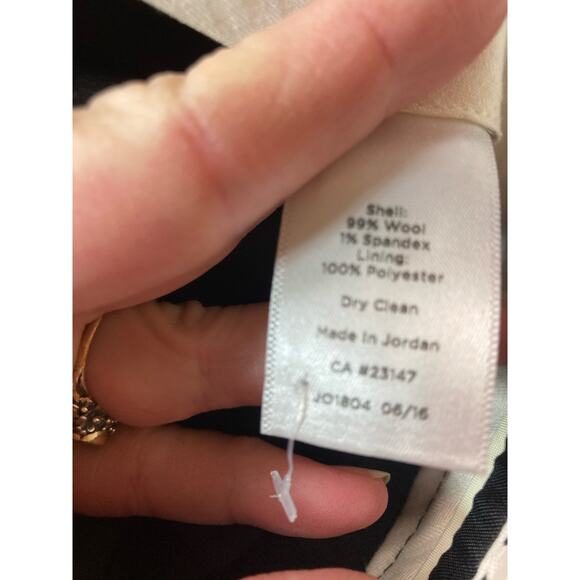 Shell:
99% Wool
1% Spandex
Lining:
100% Polyester
Dry Clean
Made In Jordan
CA #23147
JO1804 06/16